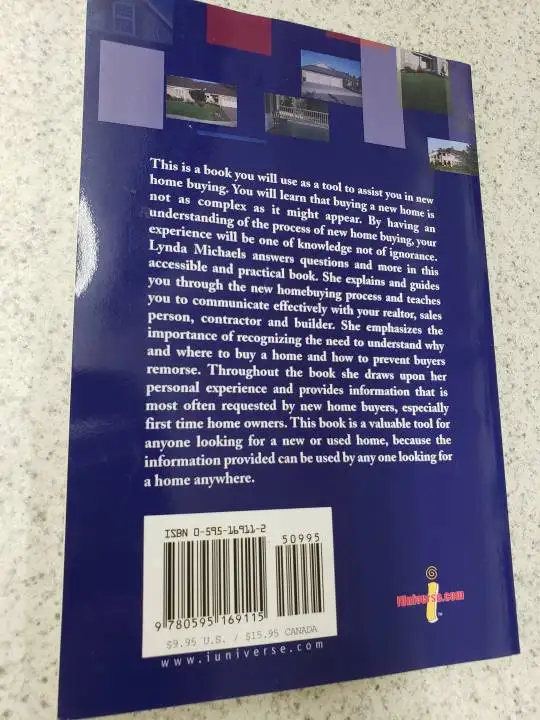 This is a book you will use as a tool to assist you in new
home buying. You will learn that buying a new home is
not as complex as it might appear. By having an
understanding of the process of new home buying, your
experience will be one of knowledge not of ignorance.
Lynda Michaels answers questions and more in this
accessible and practical book. She explains and guides
you through the new homebuying process and teaches
you to communicate effectively with your realtor, sales
person, contractor and builder. She emphasizes the
importance of recognizing the need to understand why
and where to buy a home and how to prevent buyers
remorse. Throughout the book she draws upon her
personal experience and provides information that is
most often requested by new home buyers, especially
first time home owners. This book is a valuable tool for
anyone looking for a new or used home, because the
information provided can be used by any one looking for
a home anywhere.
ISBN 0-595-16911-2
50995
9 780595 169115
$9.95 U.S. / $15.95 CANADA
www.iuniverse.com
iUniverse.com
TM